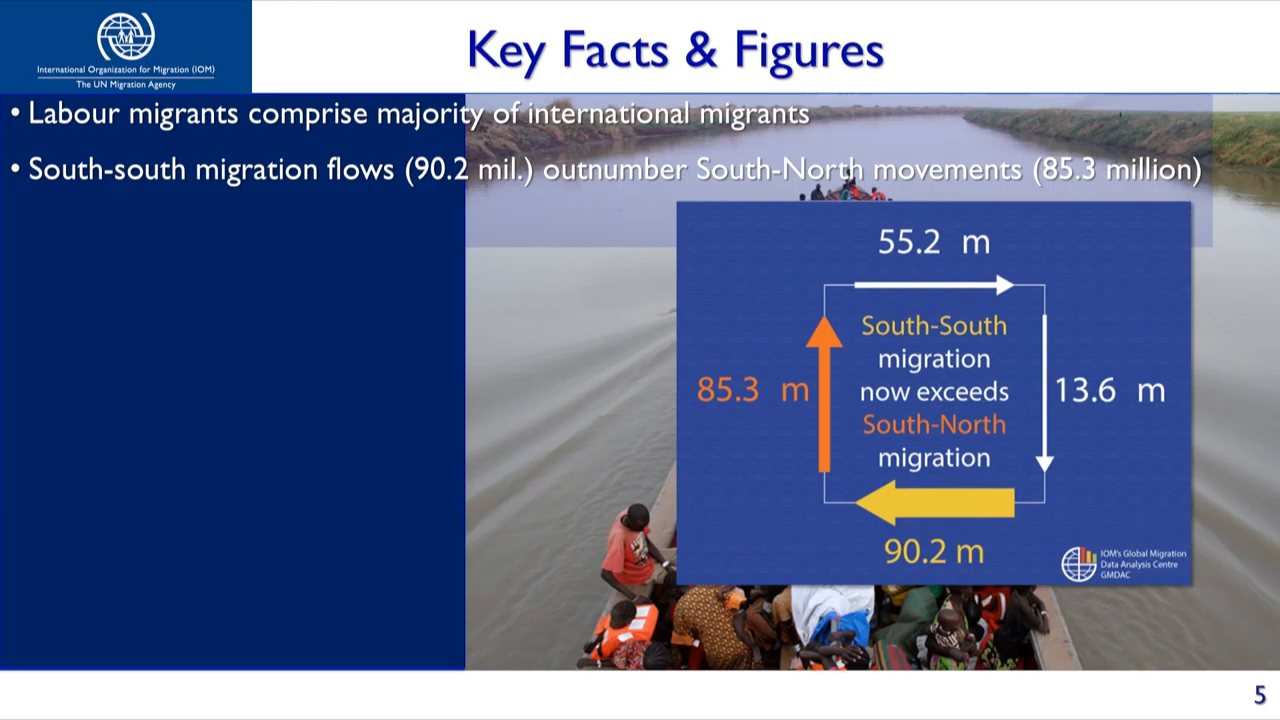 International Organization for Migration (IOM)
The UN Migration Agency
Key Facts & Figures
• Labour migrants comprise majority of international migrants
• South-south migration flows (90.2 mil.) outnumber South-North movements (85.3 million)
55.2 m
South-South
migration
now exceeds
South-North
migration
85.3 m
13.6 m
90.2 m
IOM's Global Migration
Data Analysis Centre
GMDAC
5